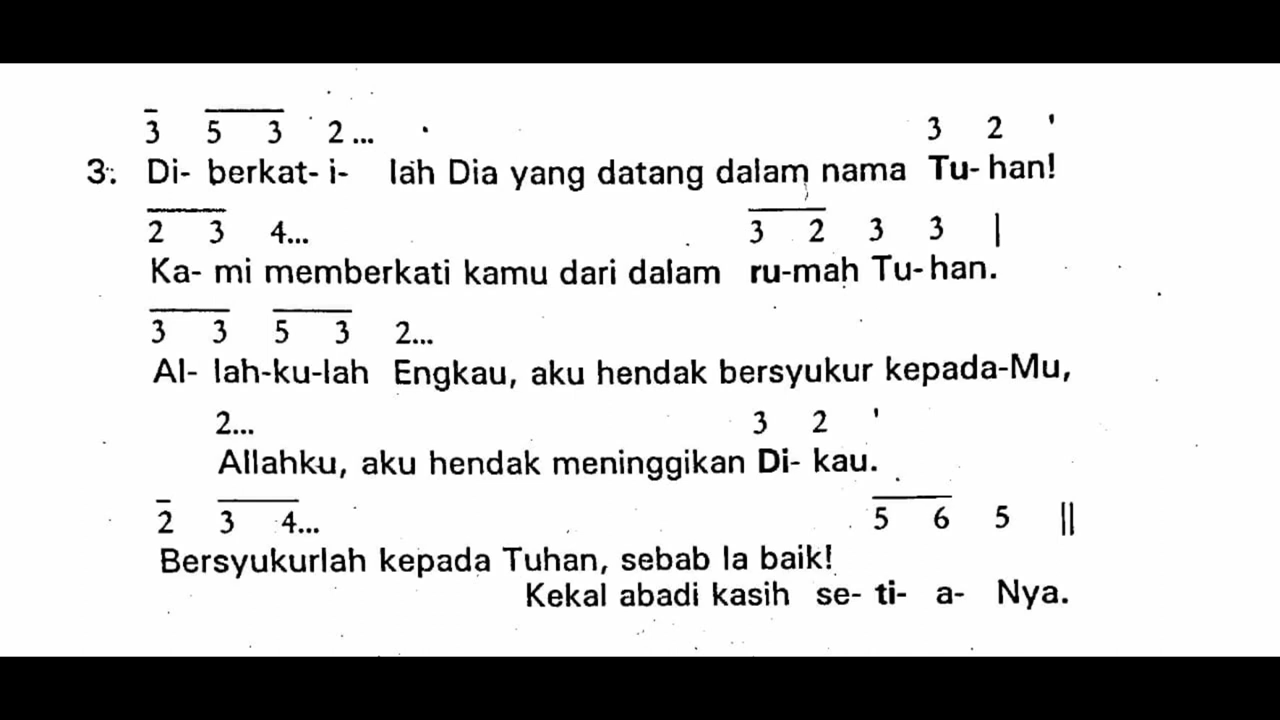 3 5 3 2... 3 2 '
3. Di- berkat- i- lah Dia yang datang dalam nama Tu- han!
2 3 4... 3 2 3 3 |
Ka- mi memberkati kamu dari dalam ru-mah Tu-han.
3 3 5 3 2...
Al- lah-ku-lah Engkau, aku hendak bersyukur kepada-Mu,
2... 3 2 '
Allahku, aku hendak meninggikan Di- kau.
2 3 4... 5 6 5 ||
Bersyukurlah kepada Tuhan, sebab Ia baik!
Kekal abadi kasih se- ti- a- Nya.